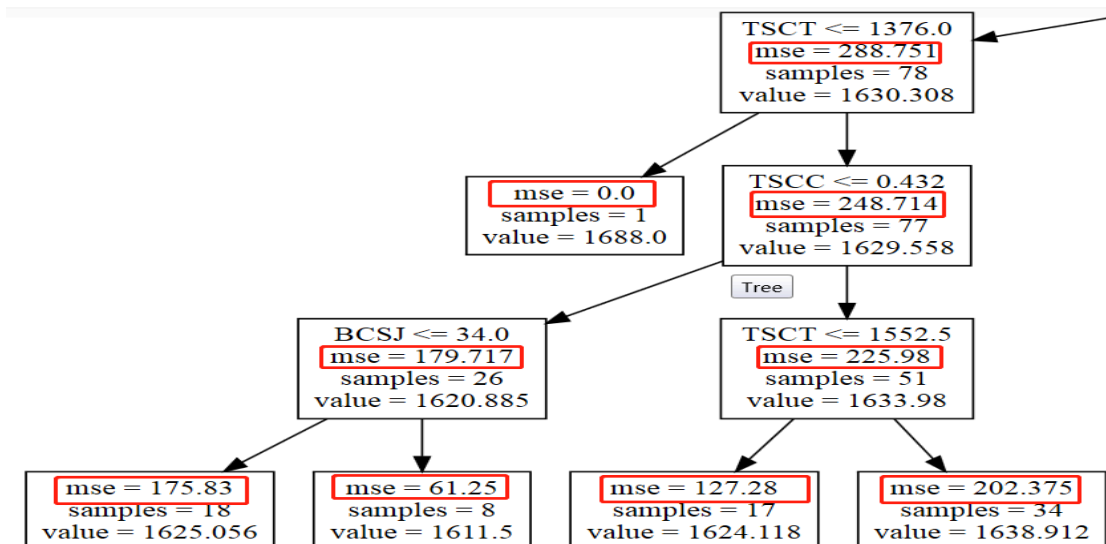 TSCT <= 1376.0
mse = 288.751
samples = 78
value = 1630.308
mse = 0.0
samples = 1
value = 1688.0
TSCC <= 0.432
mse = 248.714
samples = 77
value = 1629.558
Tree
BCSJ <= 34.0
mse = 179.717
samples = 26
value = 1620.885
TSCT <= 1552.5
mse = 225.98
samples = 51
value = 1633.98
mse = 175.83
samples = 18
value = 1625.056
mse = 61.25
samples = 8
value = 1611.5
mse = 127.28
samples = 17
value = 1624.118
mse = 202.375
samples = 34
value = 1638.912